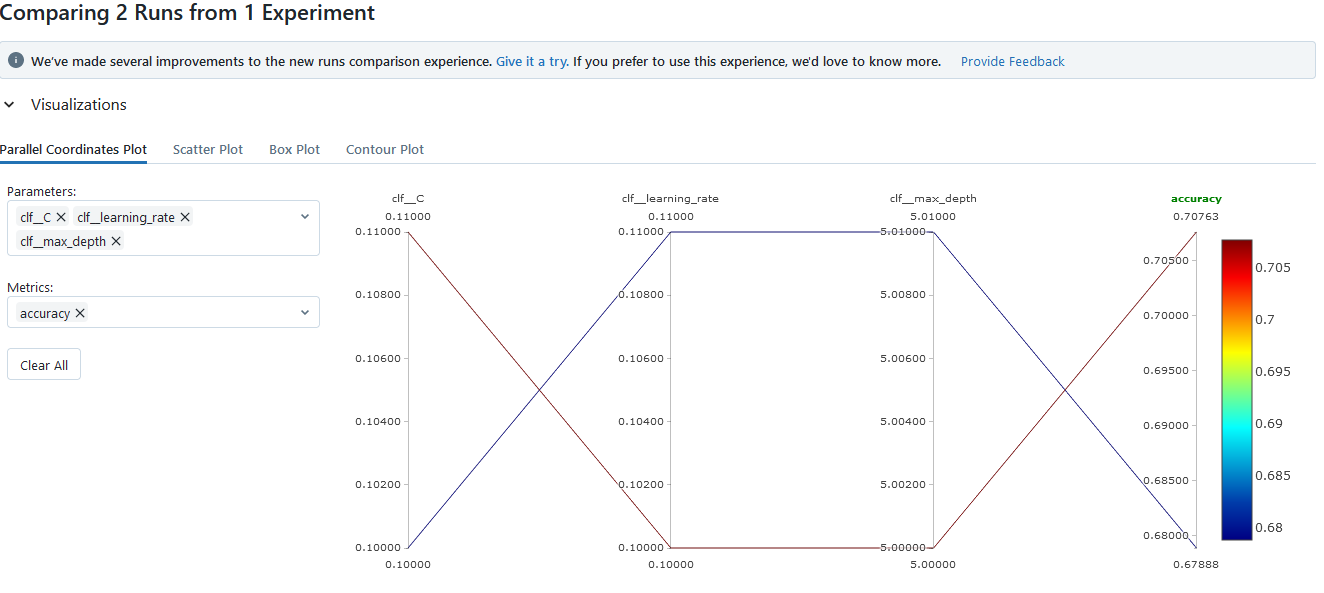 Comparing 2 Runs from 1 Experiment
We've made several improvements to the new runs comparison experience. Give it a try. If you prefer to use this experience, we'd love to know more. Provide Feedback
Visualizations
Parallel Coordinates Plot Scatter Plot Box Plot Contour Plot
Parameters:
clf__C clf__learning_rate
clf__max_depth
Metrics:
accuracy
Clear All
clf__C
0.11000
0.11000
0.10800
0.10600
0.10400
0.10200
0.10000
0.10000
clf__learning_rate
0.11000
0.11000
0.10800
0.10600
0.10400
0.10200
0.10000
0.10000
clf__max_depth
5.01000
5.01000
5.00800
5.00600
5.00400
5.00200
5.00000
5.00000
accuracy
0.70763
0.70500
0.70000
0.69500
0.69000
0.68500
0.68000
0.67888
0.705
0.7
0.695
0.69
0.685
0.68